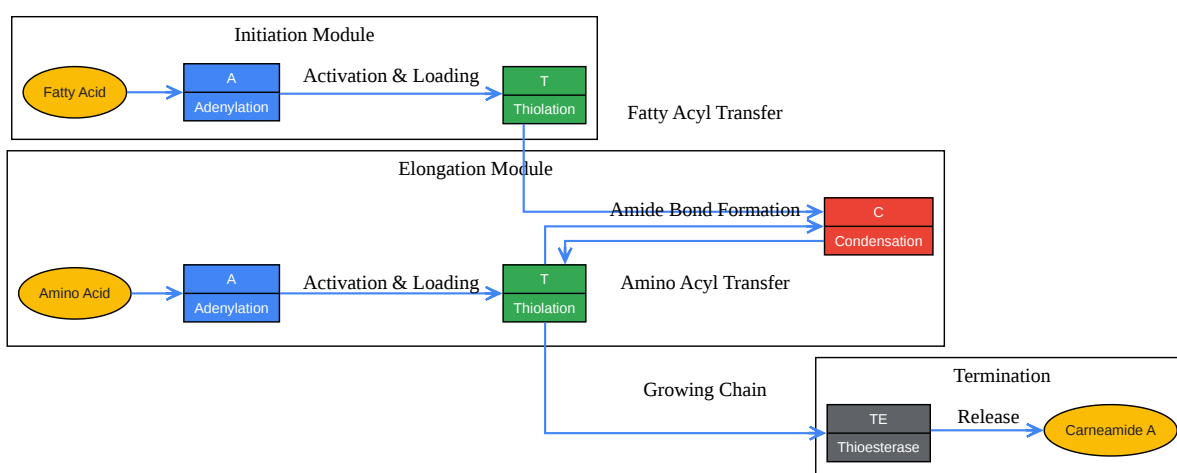 Initiation Module
Fatty Acid
A
Adenylation
Activation & Loading
T
Thiolation
Fatty Acyl Transfer
Elongation Module
Amide Bond Formation
C
Condensation
Amino Acid
A
Adenylation
Activation & Loading
T
Thiolation
Amino Acyl Transfer
Growing Chain
Termination
TE
Thioesterase
Release
Carneamide A